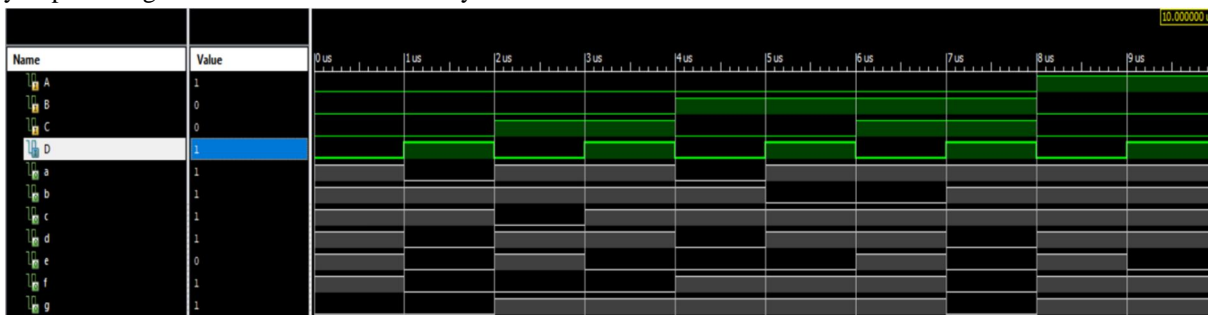 10.000000 u
Name Value
0 us 1 us 2 us 3 us 4 us 5 us 6 us 7 us 8 us 9 us
A 1
B 0
C 0
D 1
a 1
b 1
c 1
d 1
e 0
f 1
g 1